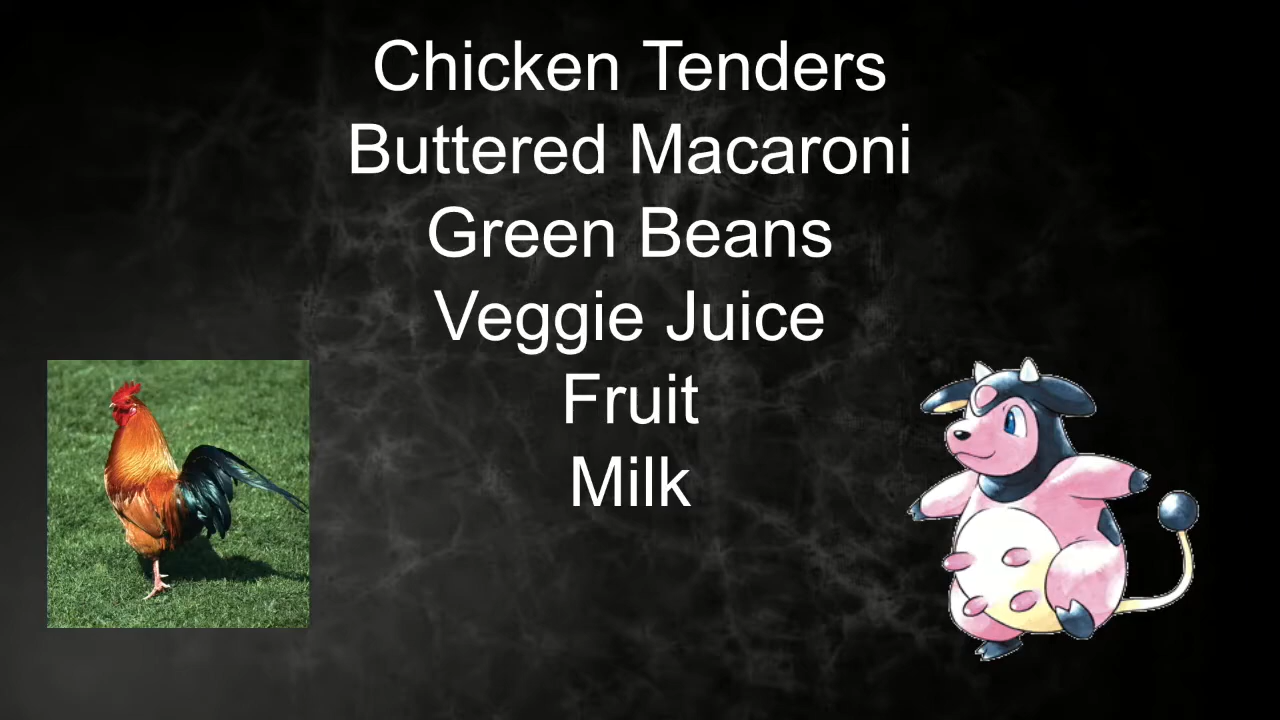 Chicken Tenders
Buttered Macaroni
Green Beans
Veggie Juice
Fruit
Milk